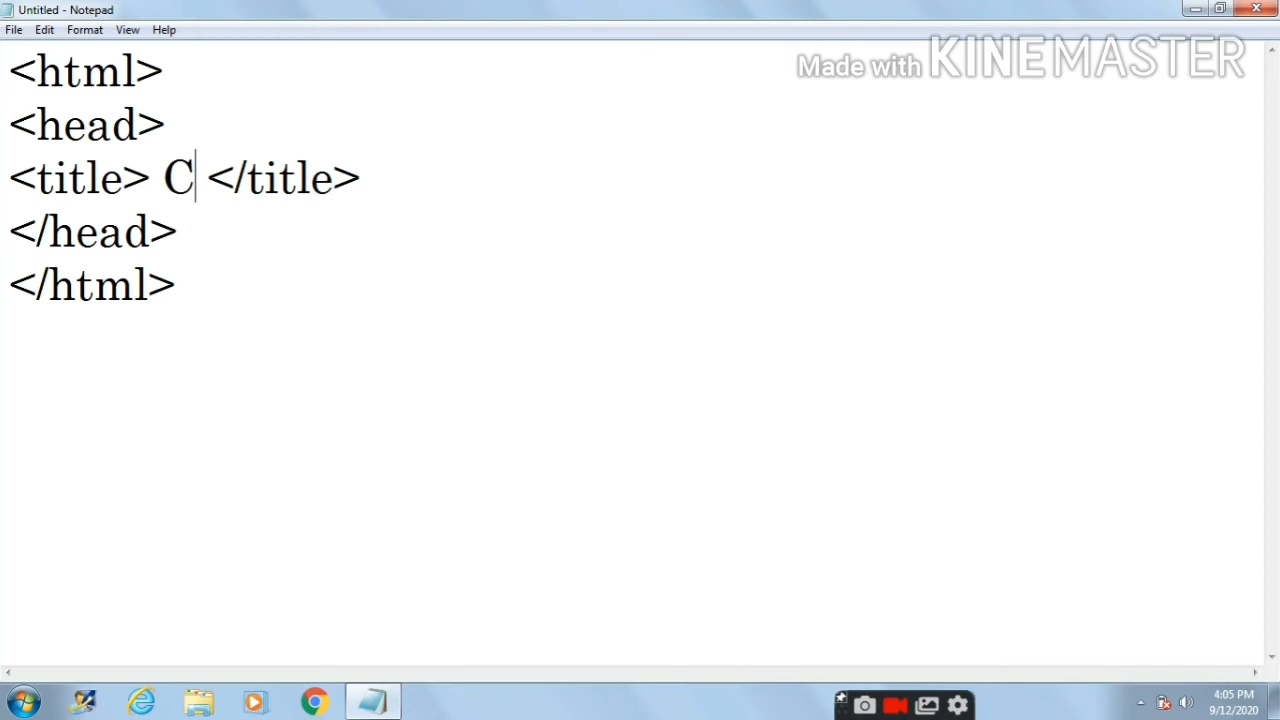 Untitled - Notepad
File Edit Format View Help
Made with KINEMASTER
<html>
<head>
<title> C </title>
</head>
</html>
4:05 PM
9/12/2020